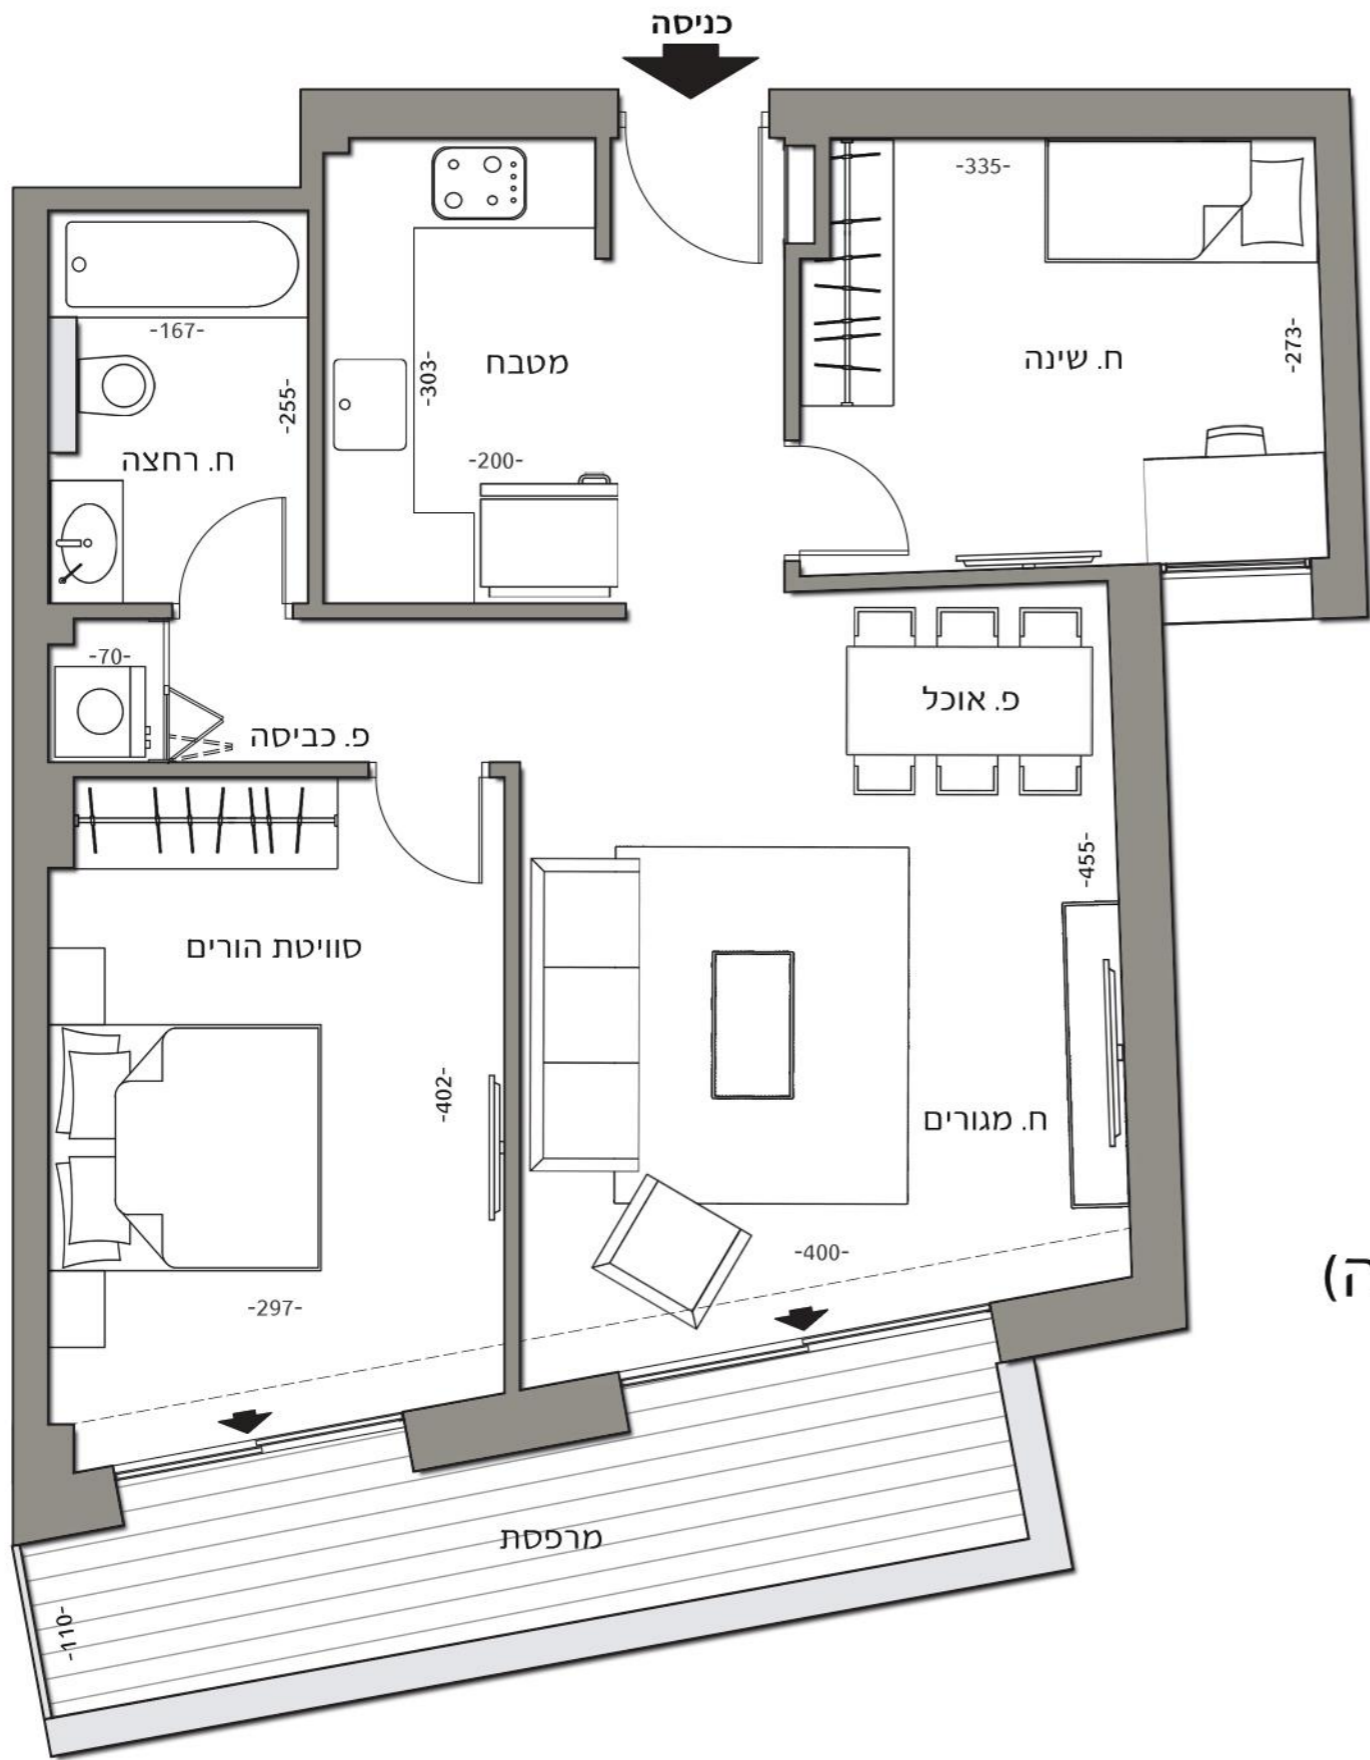 כניסה
-335-
-167-
מטבח
-303-
ח. שינה
-273-
-255-
ח. רחצה
-200-
-70-
פ. כביסה
פ. אוכל
-455-
סוויטת הורים
-402-
ח. מגורים
-400-
ה)
-297-
מרפסת
-110-